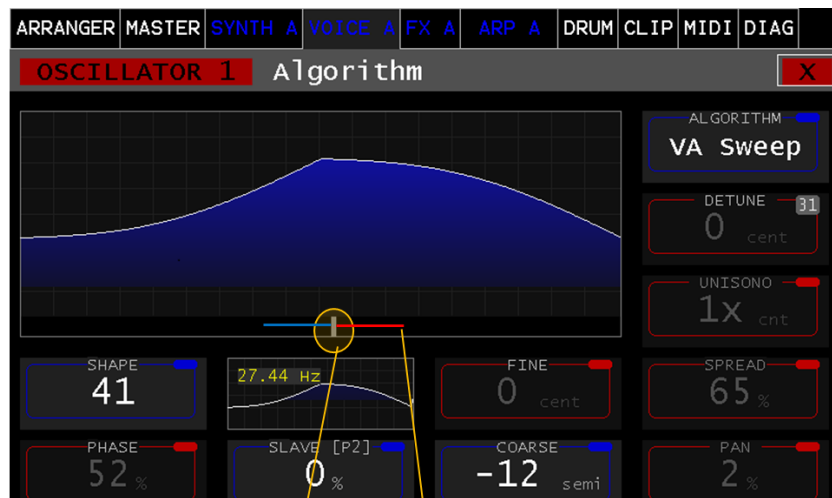 ARRANGER MASTER SYNTH A VOICE A FX A ARP A DRUM CLIP MIDI DIAG
OSCILLATOR 1 Algorithm X
ALGORITHM
VA Sweep
DETUNE 31
0 cent
UNISONO
1x cnt
SHAPE
41
27.44 Hz
FINE
0 cent
SPREAD
65 %
PHASE
52 %
SLAVE [P2]
0 %
COARSE
-12 semi
PAN
2 %